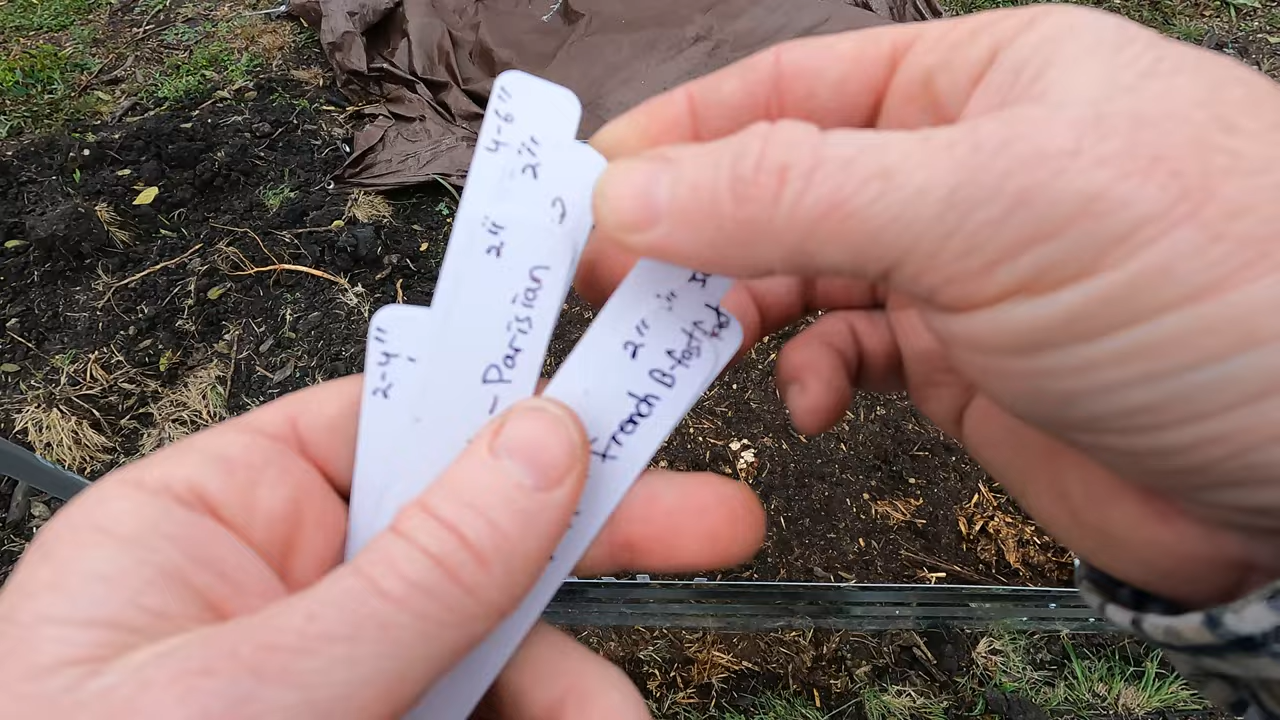 4-6"
2"
2"
- Parisian
2-4"
2"
French B-fast